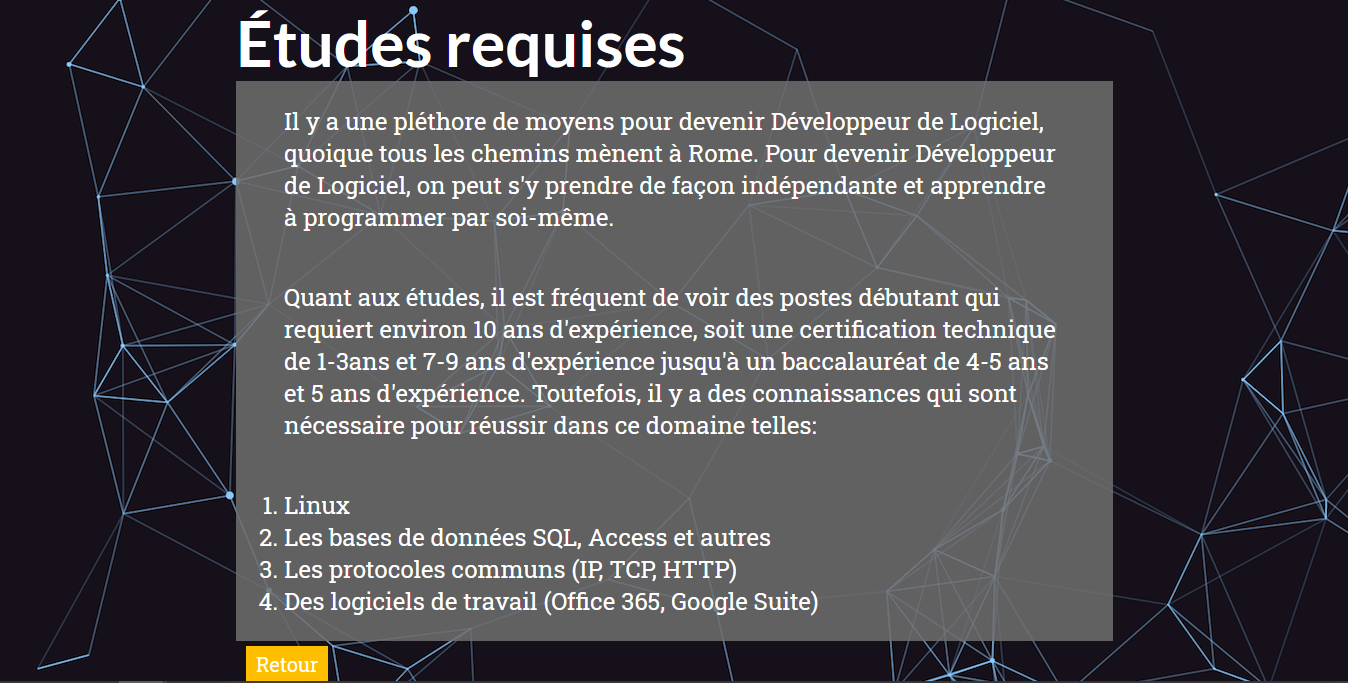 Études requises
Il y a une pléthore de moyens pour devenir Développeur de Logiciel,
quoique tous les chemins mènent à Rome. Pour devenir Développeur
de Logiciel, on peut s'y prendre de façon indépendante et apprendre
à programmer par soi-même.
Quant aux études, il est fréquent de voir des postes débutant qui
requiert environ 10 ans d'expérience, soit une certification technique
de 1-3ans et 7-9 ans d'expérience jusqu'à un baccalauréat de 4-5 ans
et 5 ans d'expérience. Toutefois, il y a des connaissances qui sont
nécessaire pour réussir dans ce domaine telles:
1. Linux
2. Les bases de données SQL, Access et autres
3. Les protocoles communs (IP, TCP, HTTP)
4. Des logiciels de travail (Office 365, Google Suite)
Retour